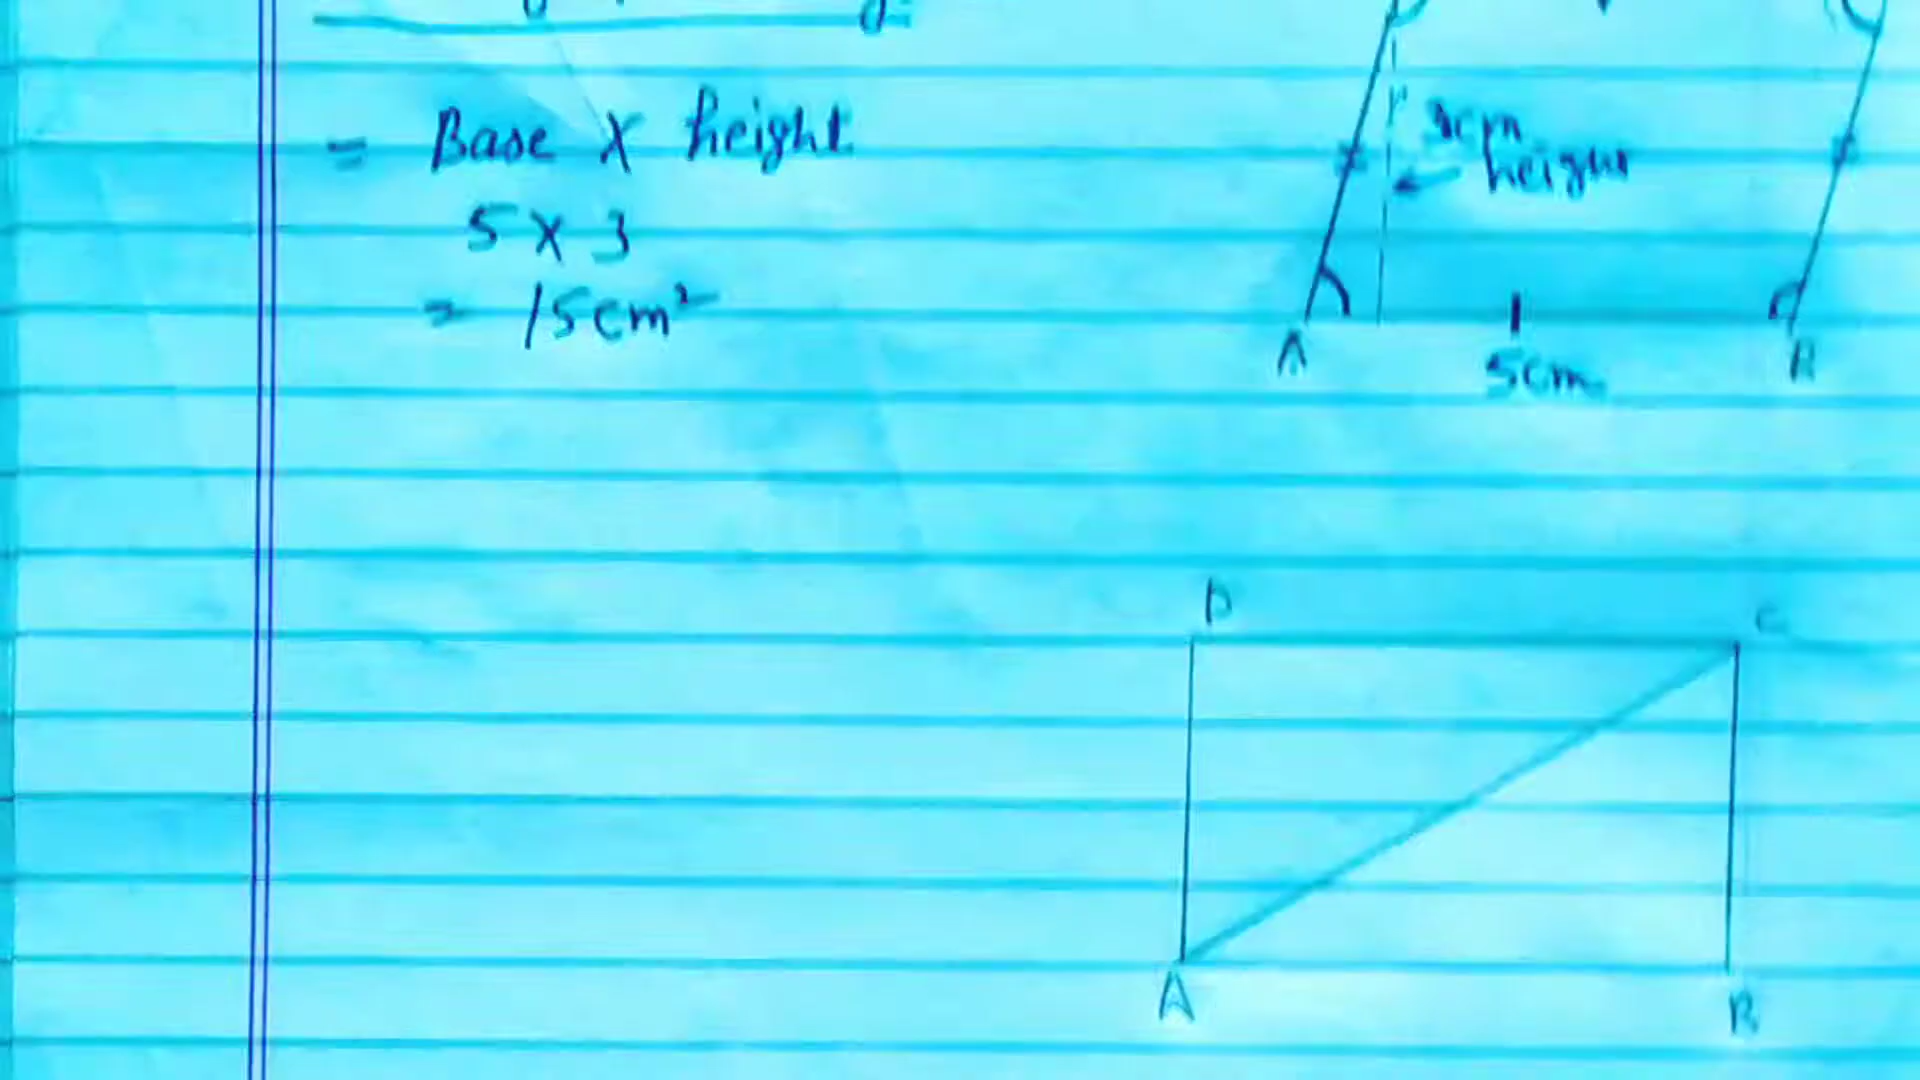 = Base X height
5 X 3
= 15cm²
3cm
height
A
B
5cm
D
C
A
B